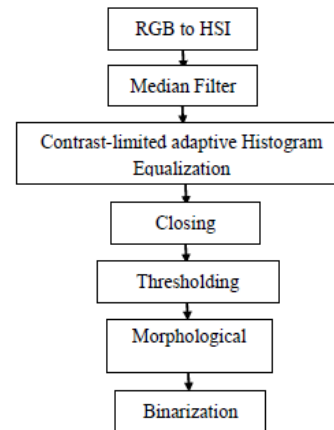 RGB to HSI
Median Filter
Contrast-limited adaptive Histogram
Equalization
Closing
Thresholding
Morphological
Binarization